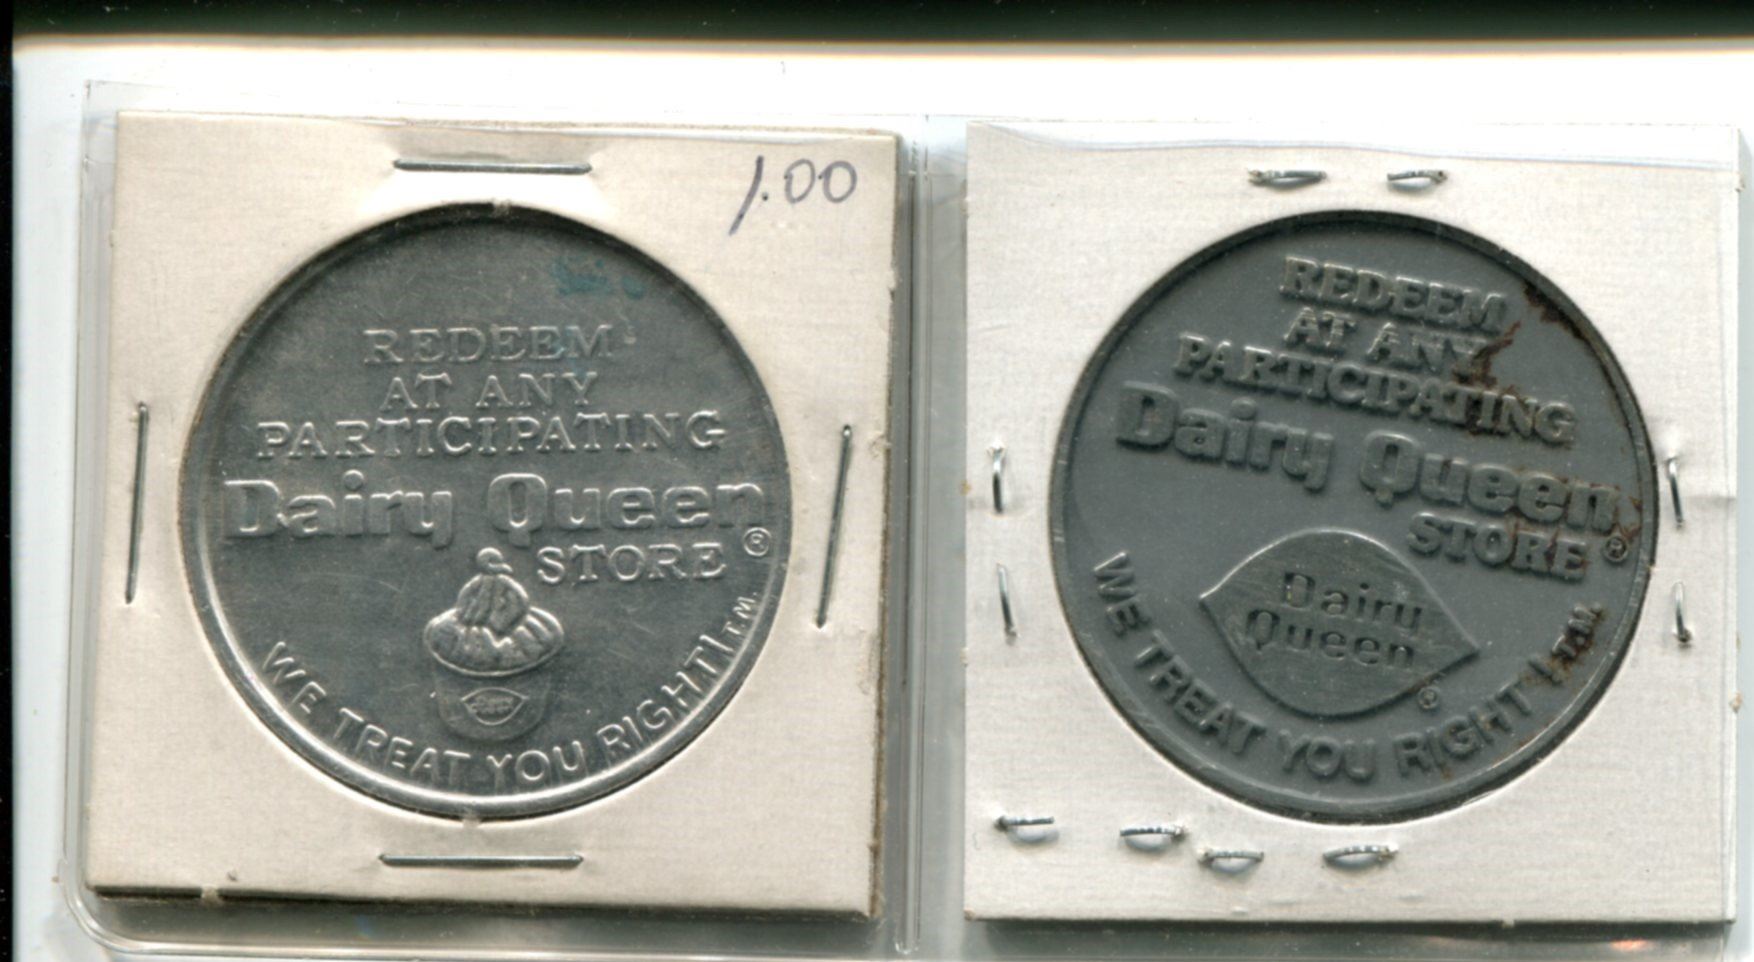 1.00
REDEEM
AT ANY
PARTICIPATING
Dairy Queen
STORE ®
WE TREAT YOU RIGHT! T.M.
REDEEM
AT ANY
PARTICIPATING
Dairy Queen
STORE ®
Dairy
Queen
®
WE TREAT YOU RIGHT! T.M.